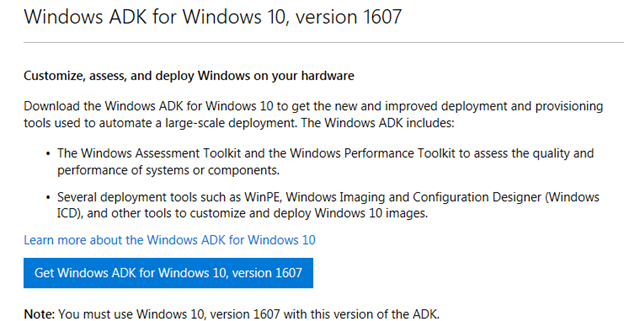 Windows ADK for Windows 10, version 1607
Customize, assess, and deploy Windows on your hardware
Download the Windows ADK for Windows 10 to get the new and improved deployment and provisioning
tools used to automate a large-scale deployment. The Windows ADK includes:
• The Windows Assessment Toolkit and the Windows Performance Toolkit to assess the quality and
performance of systems or components.
• Several deployment tools such as WinPE, Windows Imaging and Configuration Designer (Windows
ICD), and other tools to customize and deploy Windows 10 images.
Learn more about the Windows ADK for Windows 10
Get Windows ADK for Windows 10, version 1607
Note: You must use Windows 10, version 1607 with this version of the ADK.